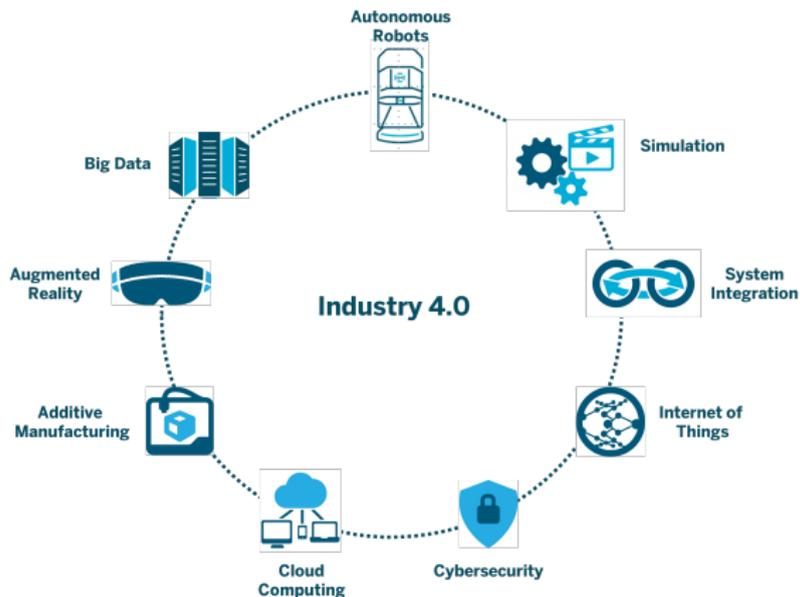 Autonomous
Robots
Simulation
Big Data
System
Integration
Augmented
Reality
Industry 4.0
Internet of
Things
Additive
Manufacturing
Cybersecurity
Cloud
Computing